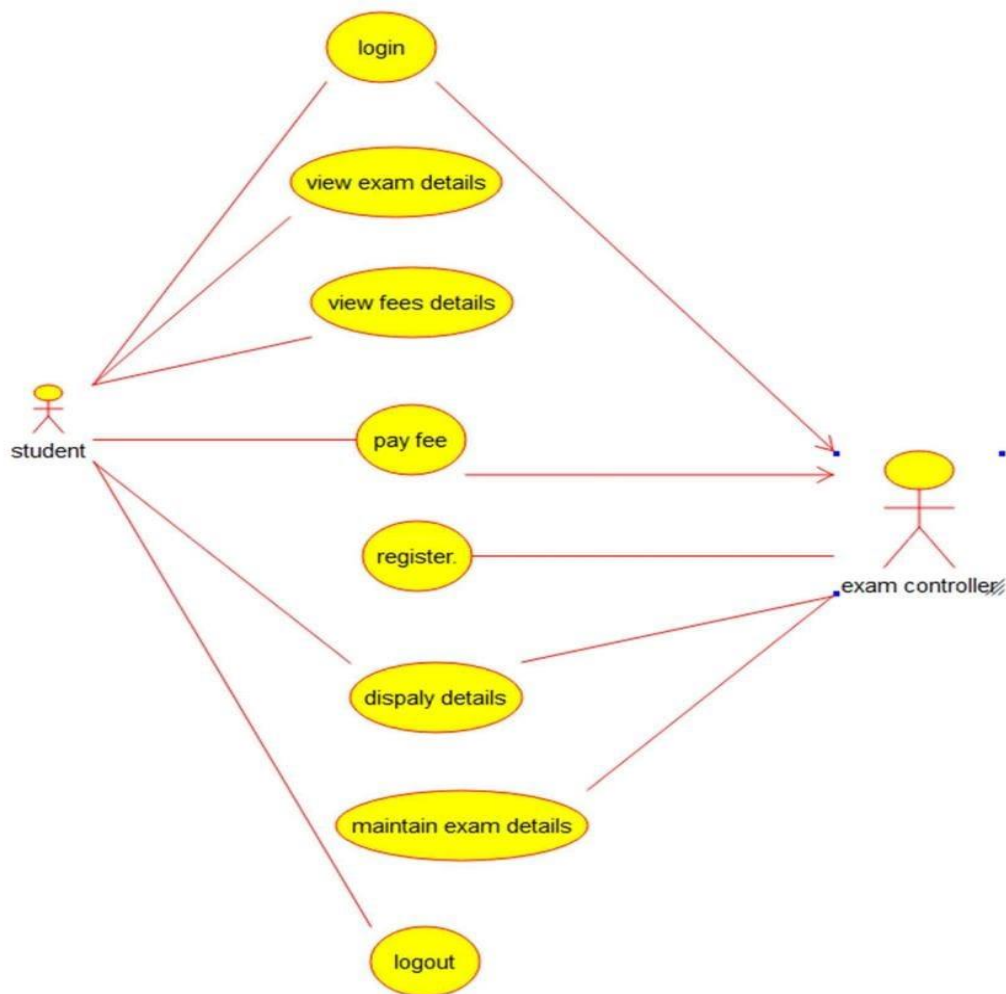 login
view exam details
view fees details
pay fee
student
register.
exam controller
dispaly details
maintain exam details
logout